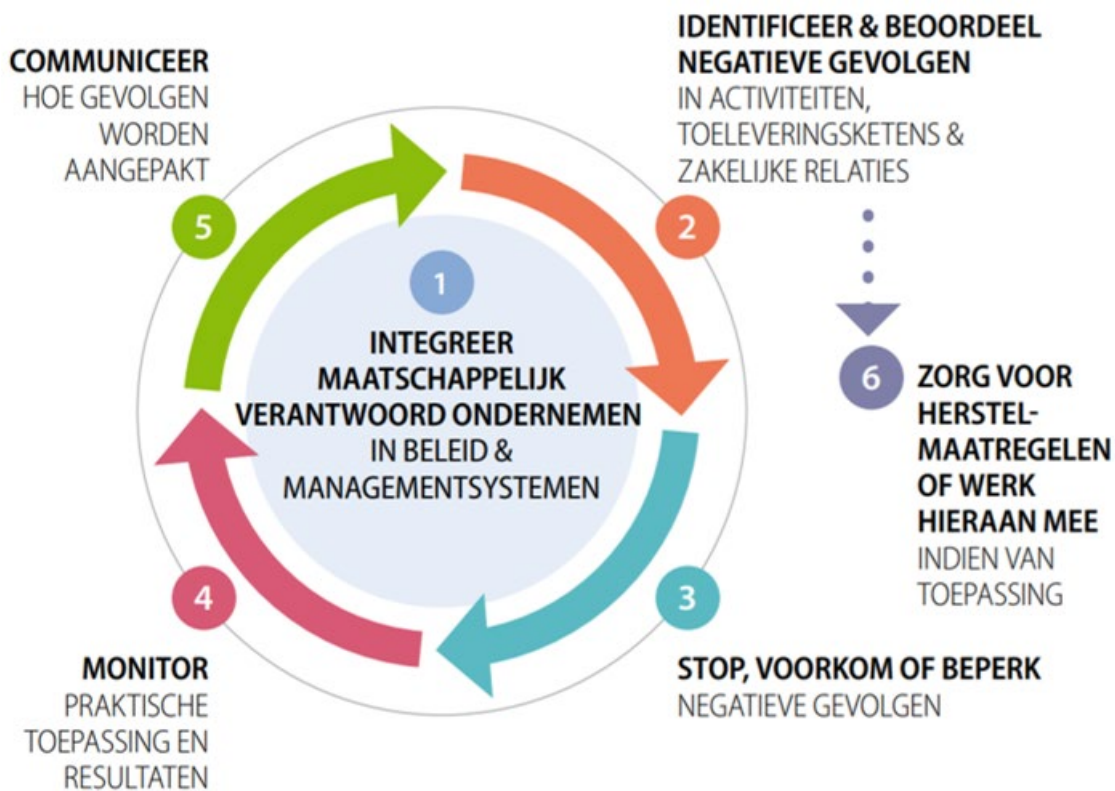 COMMUNICEER
HOE GEVOLGEN
WORDEN
AANGEPAKT
5
IDENTIFICEER & BEOORDEEL
NEGATIEVE GEVOLGEN
IN ACTIVITEITEN,
TOELEVERINGSKETENS &
ZAKELIJKE RELATIES
2
1
INTEGREER
MAATSCHAPPELIJK
VERANTWOORD ONDERNEMEN
IN BELEID &
MANAGEMENTSYSTEMEN
6
ZORG VOOR
HERSTEL-
MAATREGELEN
OF WERK
HIERAAN MEE
INDIEN VAN
TOEPASSING
4
MONITOR
PRAKTISCHE
TOEPASSING EN
RESULTATEN
3
STOP, VOORKOM OF BEPERK
NEGATIEVE GEVOLGEN